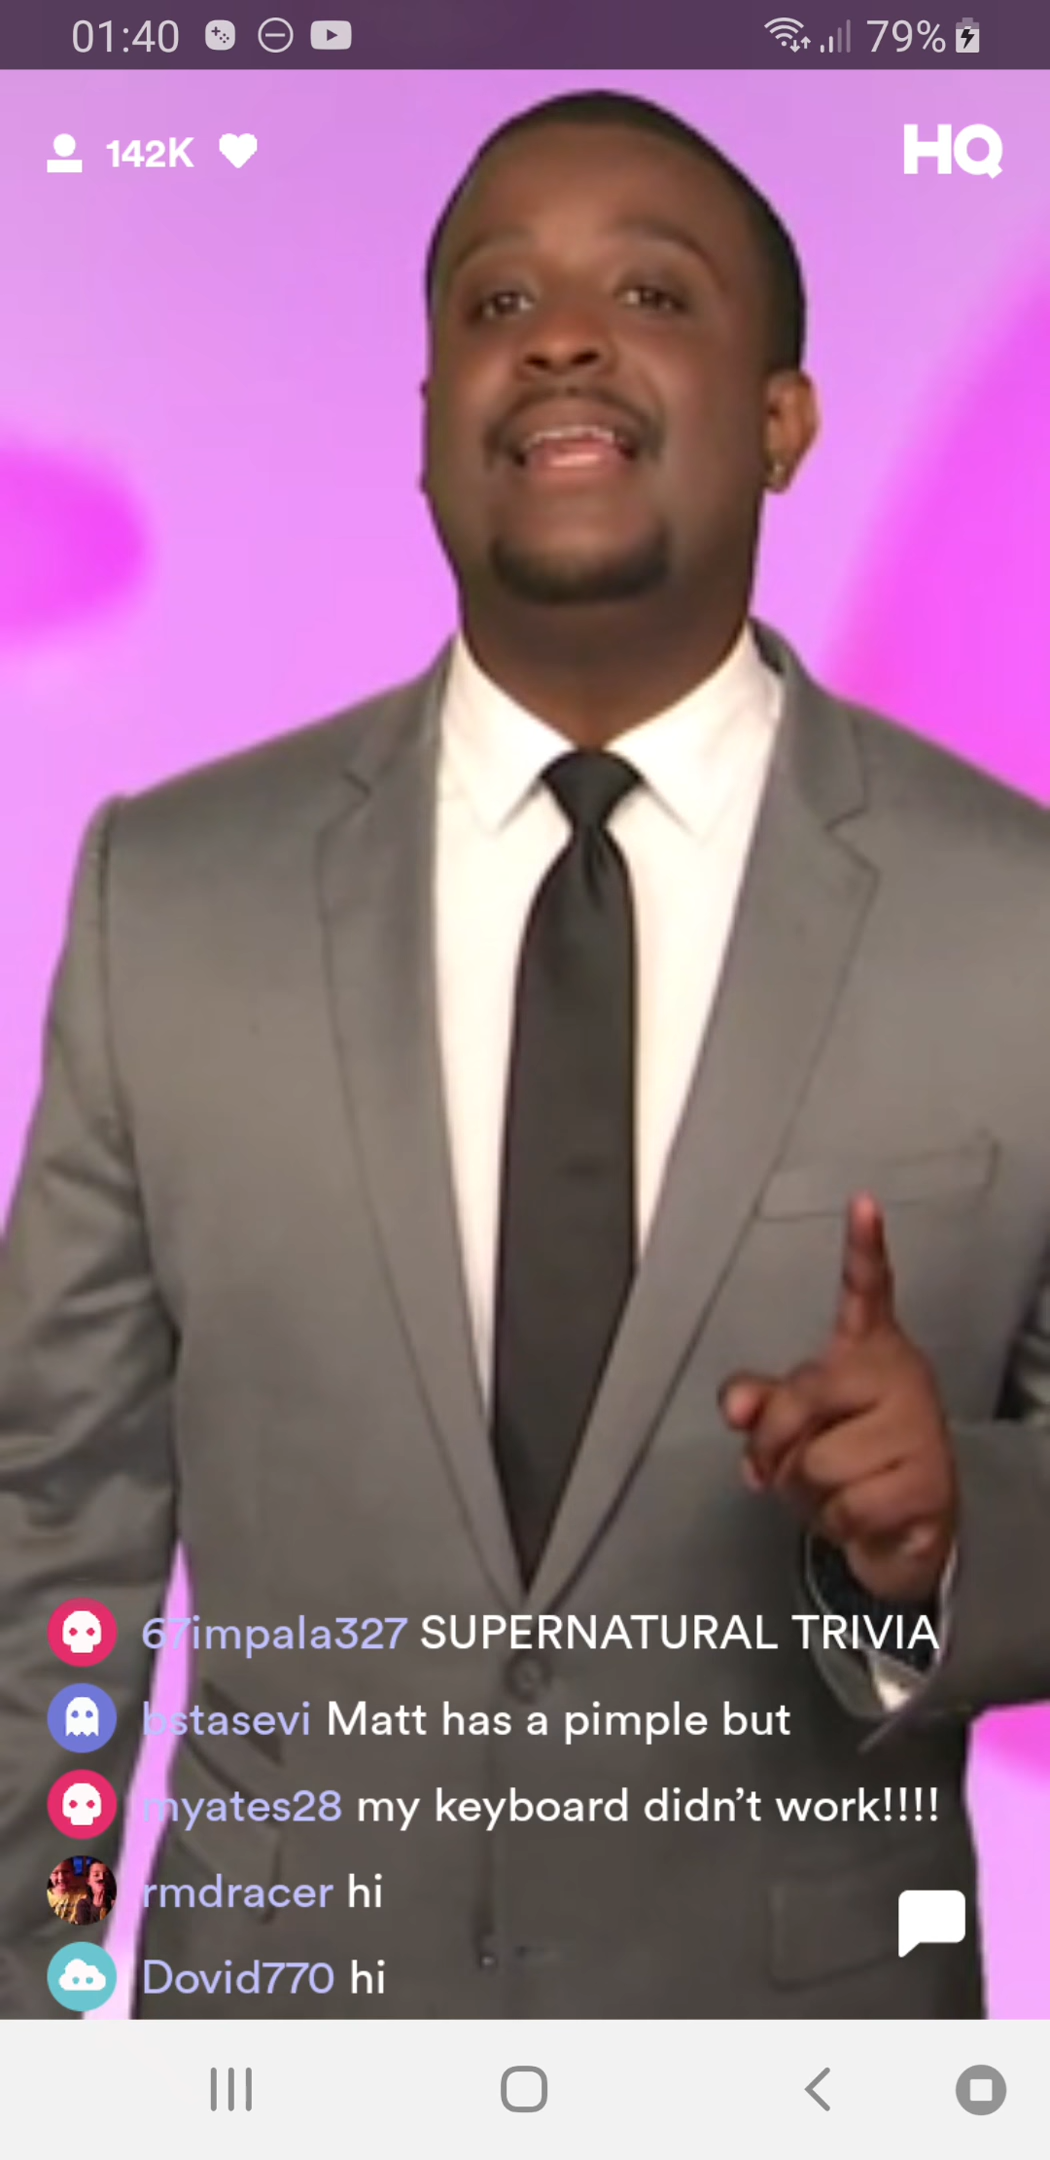 01:40 79%
142K HQ
67impala327 SUPERNATURAL TRIVIA
bstasevi Matt has a pimple but
myates28 my keyboard didn’t work!!!!
rmdracer hi
Dovid770 hi